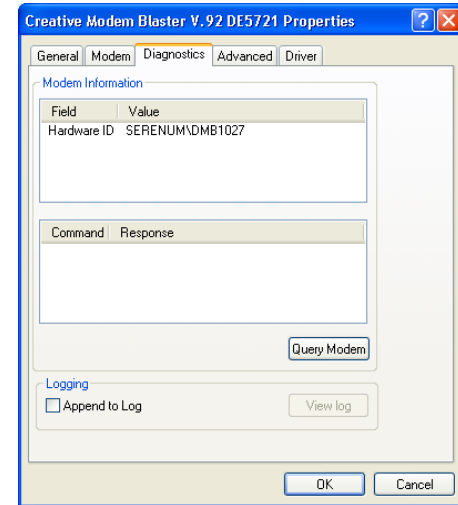 Creative Modem Blaster V.92 DE5721 Properties
General Modem Diagnostics Advanced Driver
Modem Information
Field Value
Hardware ID SERENUM\DMB1027
Command Response
Query Modem
Logging
Append to Log View log
OK Cancel